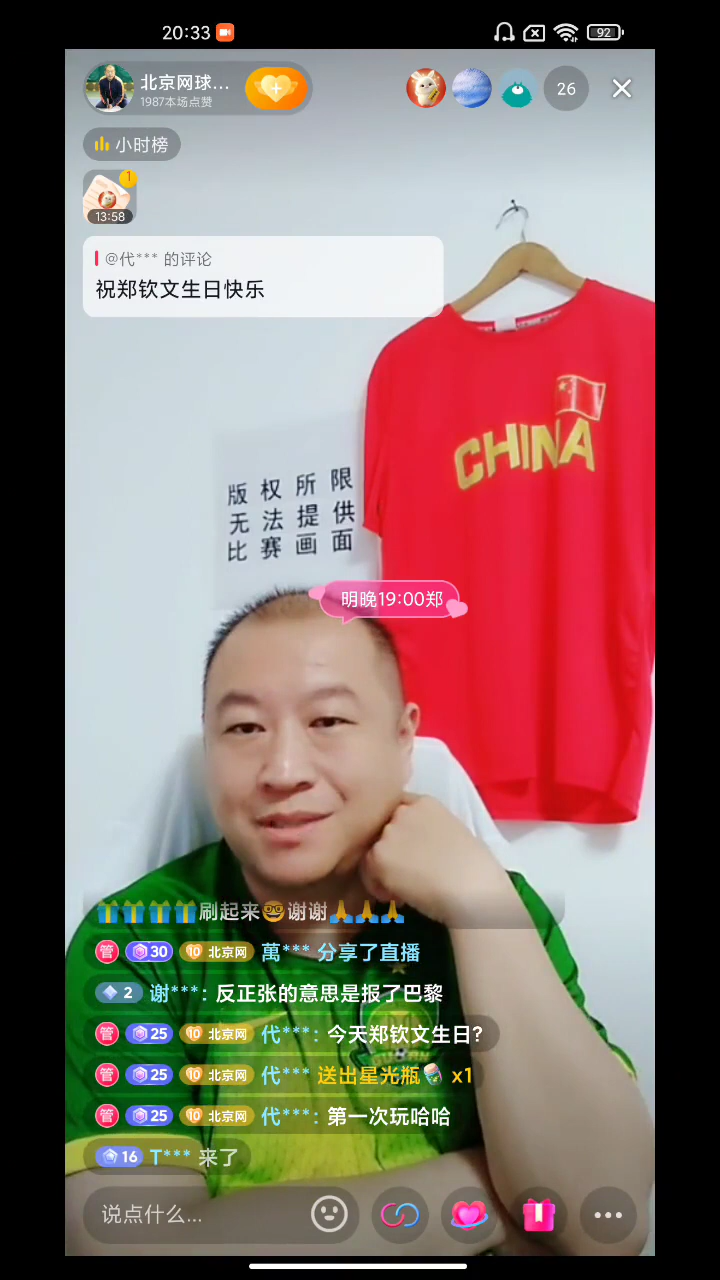 20:33
92
北京网球...
1987本场点赞
26
小时榜
1
13:58
@代*** 的评论
祝郑钦文生日快乐
CHINA
版权所限
无法提供
比赛画面
明晚19:00郑
刷起来谢谢
管 30 10 北京网 萬*** 分享了直播
2 谢***: 反正张的意思是报了巴黎
管 25 10 北京网 代***: 今天郑钦文生日?
管 25 10 北京网 代*** 送出星光瓶 x1
管 25 10 北京网 代***: 第一次玩哈哈
16 T*** 来了
说点什么...